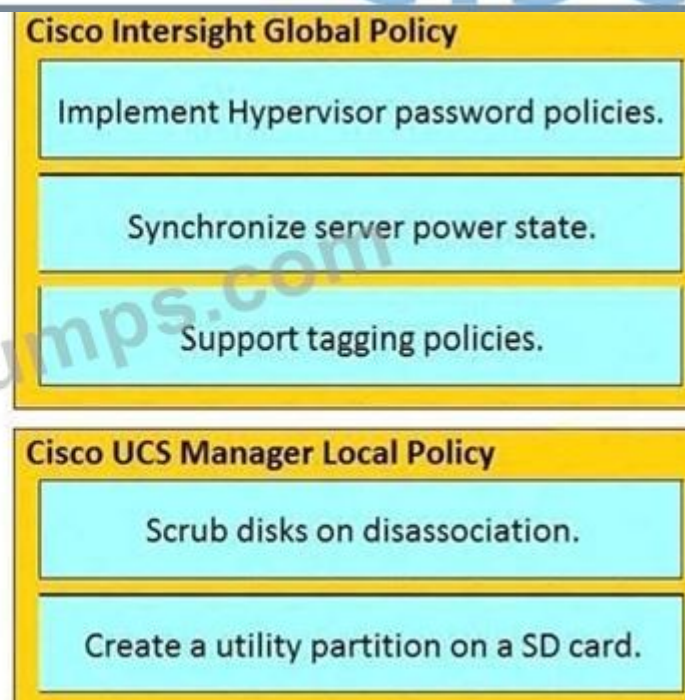 Cisco Intersight Global Policy
Implement Hypervisor password policies.
Synchronize server power state.
Support tagging policies.
Cisco UCS Manager Local Policy
Scrub disks on disassociation.
Create a utility partition on a SD card.